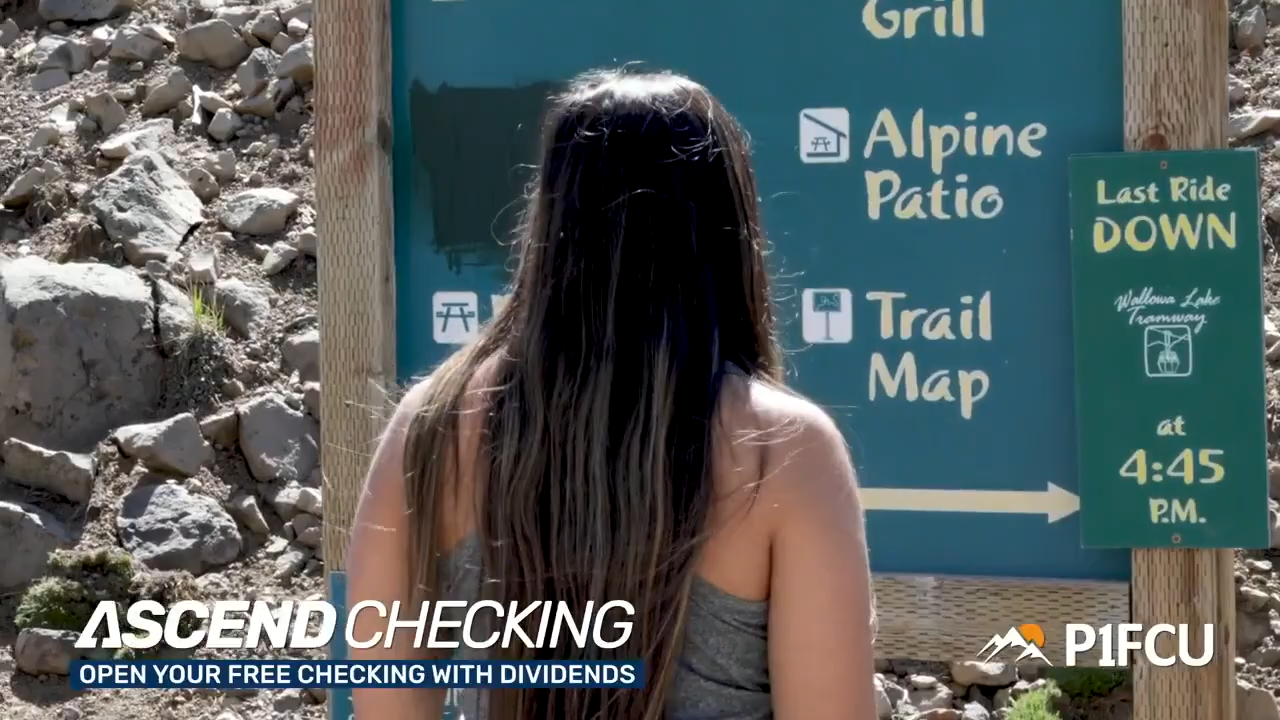 Grill
Alpine
Patio
Trail
Map
Last Ride
DOWN
Wallowa Lake
Tramway
at
4:45
P.M.
ASCEND CHECKING
OPEN YOUR FREE CHECKING WITH DIVIDENDS
P1FCU